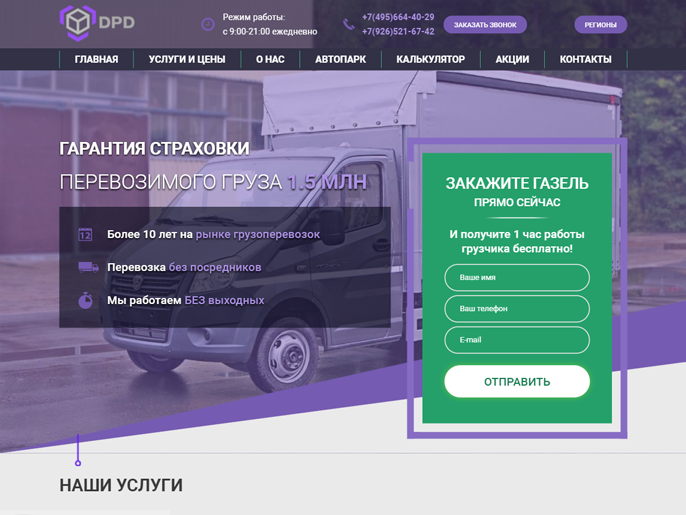 DPD
Режим работы:
с 9:00-21:00 ежедневно
+7(495)664-40-29
+7(926)521-67-42
ЗАКАЗАТЬ ЗВОНОК
РЕГИОНЫ
ГЛАВНАЯ УСЛУГИ И ЦЕНЫ О НАС АВТОПАРК КАЛЬКУЛЯТОР АКЦИИ КОНТАКТЫ
ГАРАНТИЯ СТРАХОВКИ
ПЕРЕВОЗИМОГО ГРУЗА 1.5 МЛН
12 Более 10 лет на рынке грузоперевозок
Перевозка без посредников
Мы работаем БЕЗ выходных
ЗАКАЖИТЕ ГАЗЕЛЬ
ПРЯМО СЕЙЧАС
И получите 1 час работы
грузчика бесплатно!
Ваше имя
Ваш телефон
E-mail
ОТПРАВИТЬ
НАШИ УСЛУГИ